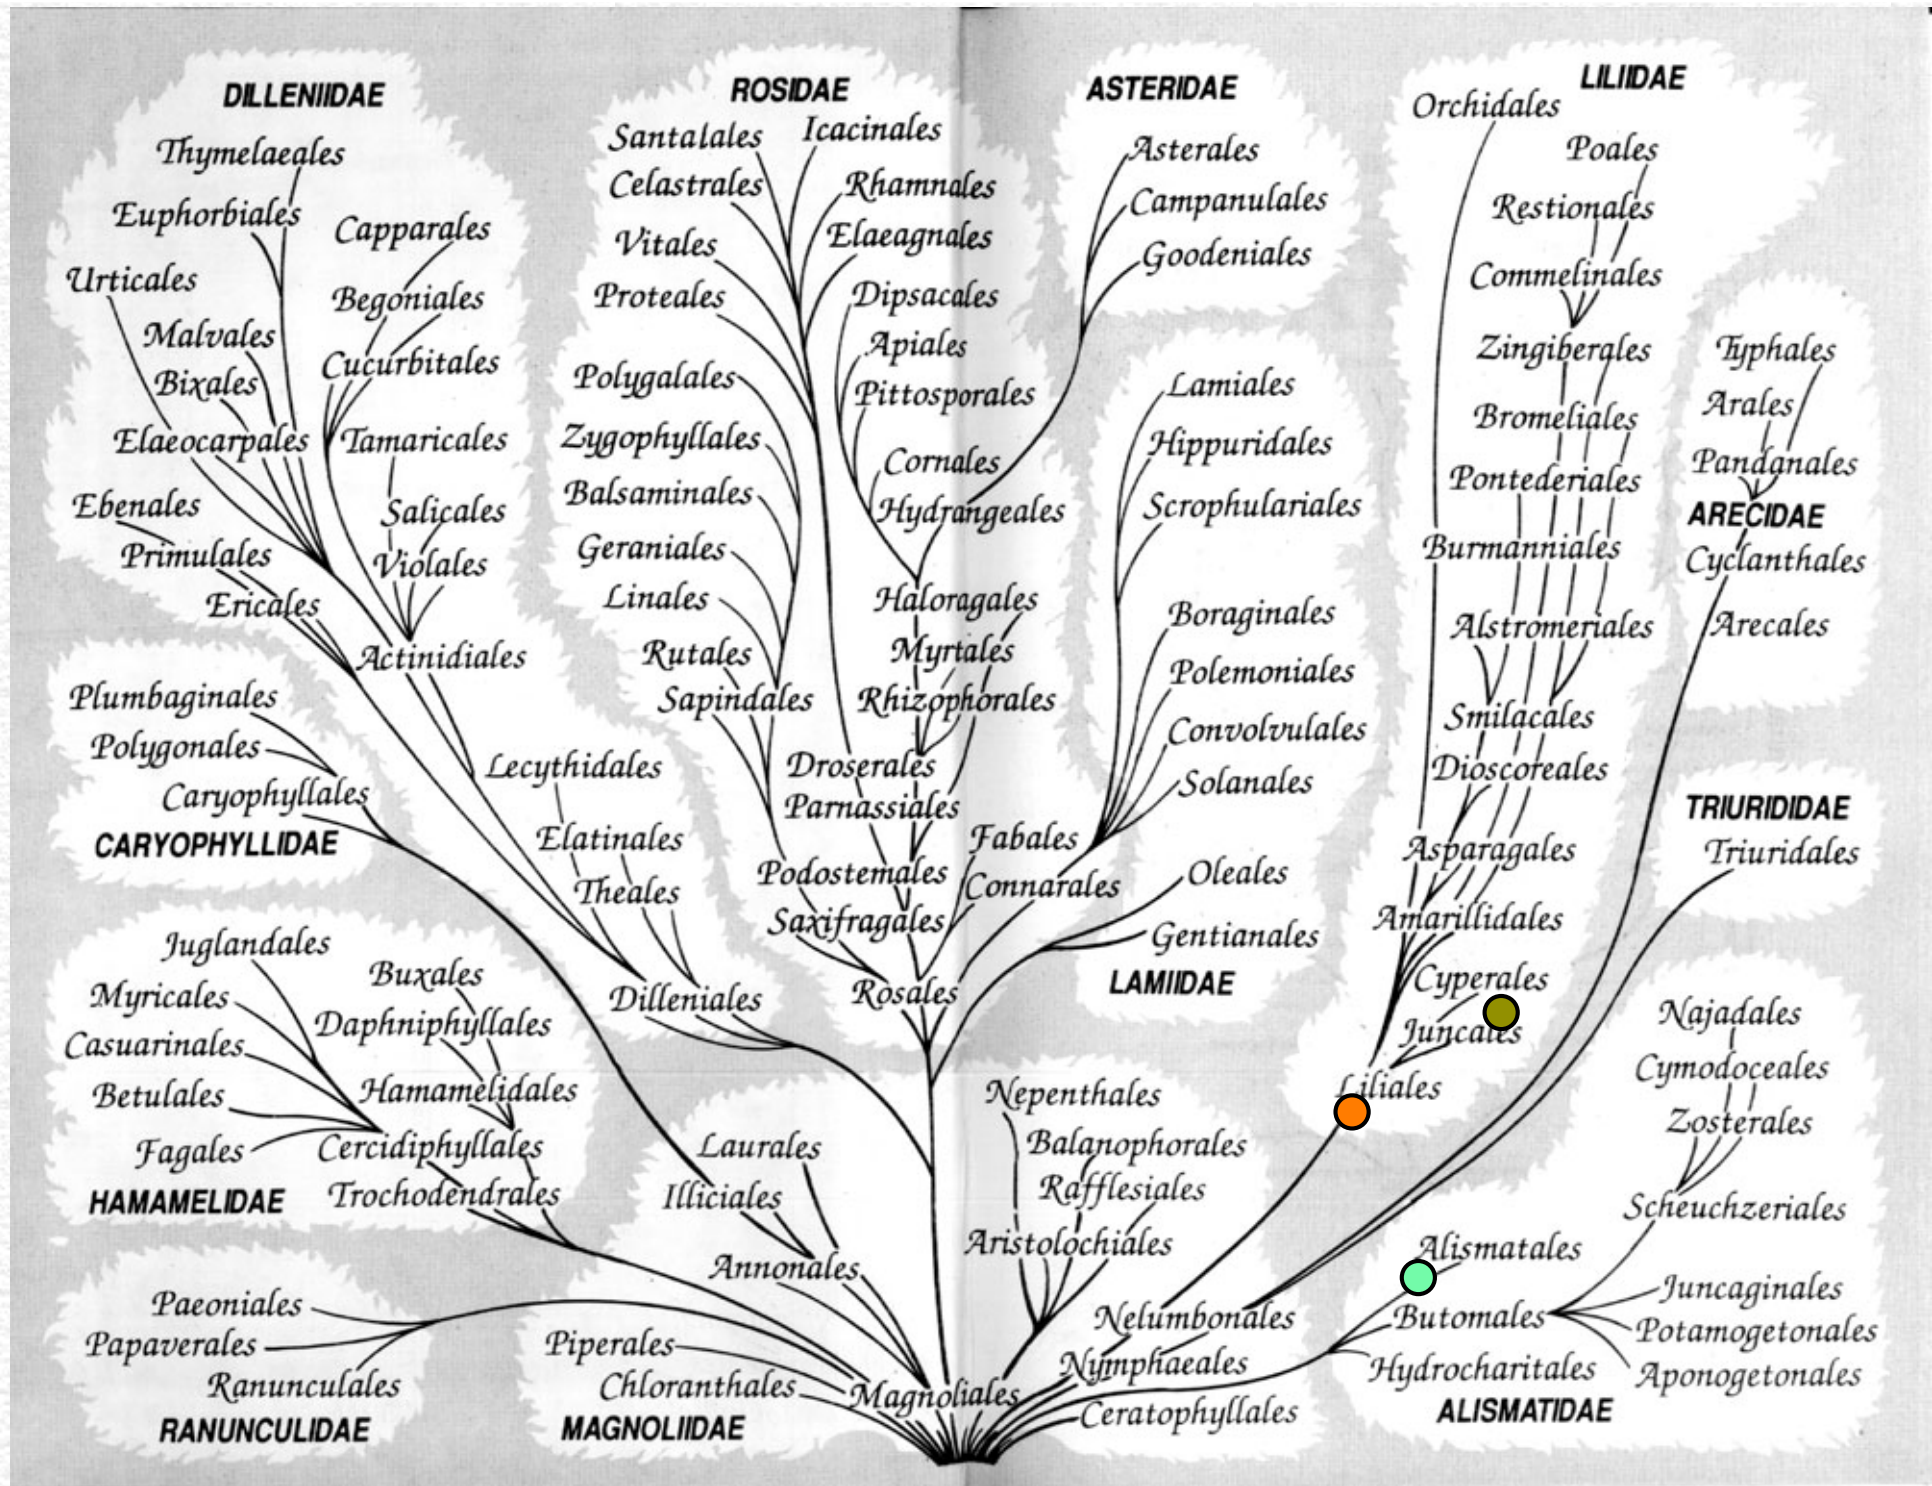 DILLENIIDAE
Thymelaeales
Euphorbiales
Capparales
Urticales
Begoniales
Malvales
Cucurbitales
Bixales
Elaeocarpales
Tamaricales
Ebenales
Salicales
Primulales
Violales
Ericales
Actinidiales
Lecythidales
Elatinales
Theales
Dilleniales
ROSIDAE
Santalales
Icacinales
Celastrales
Rhamnales
Vitales
Elaeagnales
Proteales
Dipsacales
Apiales
Polygalales
Pittosporales
Zygophyllales
Cornales
Balsaminales
Hydrangeales
Geraniales
Linales
Haloragales
Rutales
Myrtales
Sapindales
Rhizophorales
Droserales
Parnassiales
Fabales
Podostemales
Connarales
Saxifragales
Rosales
ASTERIDAE
Asterales
Campanulales
Goodeniales
Lamiales
Hippuridales
Scrophulariales
Boraginales
Polemoniales
Convolvulales
Solanales
Oleales
Gentianales
LAMIIDAE
LILIIDAE
Orchidales
Poales
Restionales
Commelinales
Zingiberales
Bromeliales
Pontederiales
Burmanniales
Alstromeriales
Smilacales
Dioscoreales
Asparagales
Amarillidales
Cyperales
Juncales
Liliales
Typhales
Arales
Pandanales
ARECIDAE
Cyclanthales
Arecales
TRIURIDIDAE
Triuridales
Plumbaginales
Polygonales
Caryophyllales
CARYOPHYLLIDAE
Juglandales
Buxales
Myricales
Daphniphyllales
Casuarinales
Hamamelidales
Betulales
Fagales
Cercidiphyllales
HAMAMELIDAE
Trochodendrales
Paeoniales
Papaverales
Ranunculales
RANUNCULIDAE
Laurales
Illiciales
Annonales
Piperales
Chloranthales
Magnoliales
MAGNOLIIDAE
Nepenthales
Balanophorales
Rafflesiales
Aristolochiales
Nelumbonales
Nymphaeales
Ceratophyllales
Najadales
Cymodoceales
Zosterales
Scheuchzeriales
Alismatales
Juncaginales
Butomales
Potamogetonales
Hydrocharitales
Aponogetonales
ALISMATIDAE